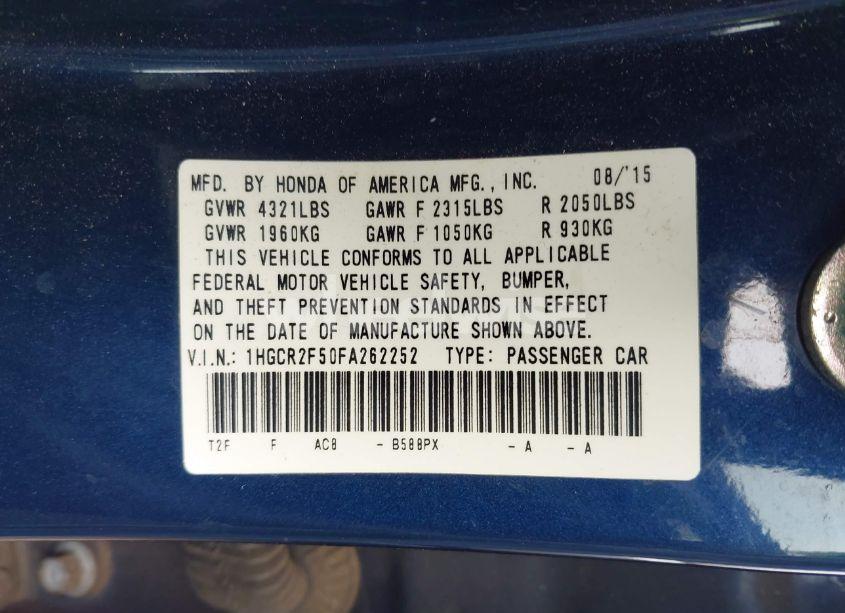 MFD. BY HONDA OF AMERICA MFG., INC. 08/'15
GVWR 4321LBS GAWR F 2315LBS R 2050LBS
GVWR 1960KG GAWR F 1050KG R 930KG
THIS VEHICLE CONFORMS TO ALL APPLICABLE
FEDERAL MOTOR VEHICLE SAFETY, BUMPER,
AND THEFT PREVENTION STANDARDS IN EFFECT
ON THE DATE OF MANUFACTURE SHOWN ABOVE.
V.I.N.: 1HGCR2F50FA262252 TYPE: PASSENGER CAR
T2F F AC8 - B588PX - A - A